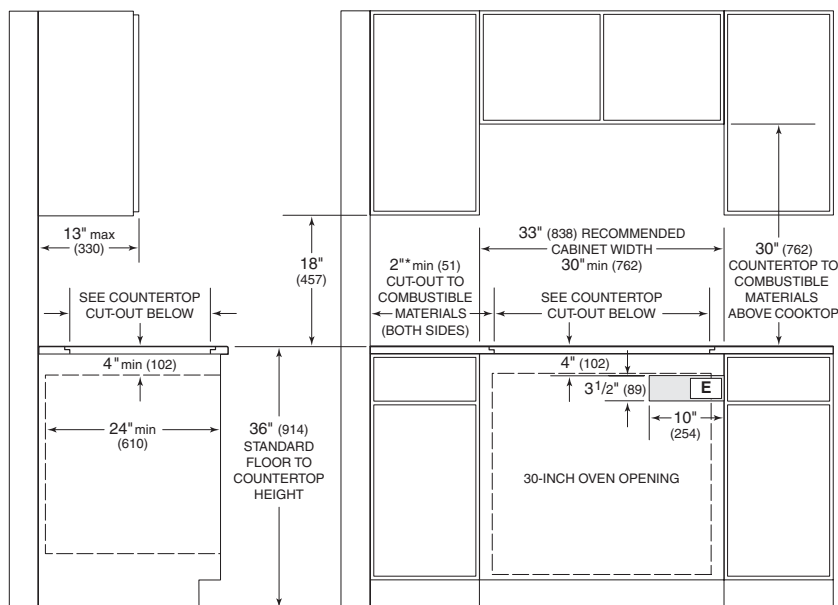 13" max
(330)
SEE COUNTERTOP
CUT-OUT BELOW
4" min (102)
24" min
(610)
18"
(457)
36" (914)
STANDARD
FLOOR TO
COUNTERTOP
HEIGHT
2"* min (51)
CUT-OUT TO
COMBUSTIBLE
MATERIALS
(BOTH SIDES)
33" (838) RECOMMENDED
CABINET WIDTH
30" min (762)
SEE COUNTERTOP
CUT-OUT BELOW
30" (762)
COUNTERTOP TO
COMBUSTIBLE
MATERIALS
ABOVE COOKTOP
4" (102)
3 1/2" (89)
E
10"
(254)
30-INCH OVEN OPENING